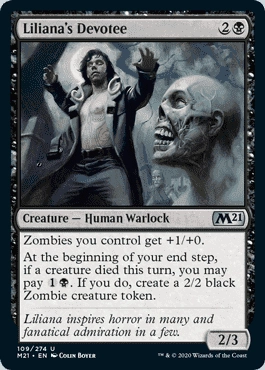 Liliana's Devotee 2
M21
Creature — Human Warlock
Zombies you control get +1/+0.
At the beginning of your end step,
if a creature died this turn, you may
pay 1 . If you do, create a 2/2 black
Zombie creature token.
Liliana inspires horror in many and
fanatical admiration in a few.
2/3
109/274 U
M21 • EN Colin Boyer
™ & © 2020 Wizards of the Coast